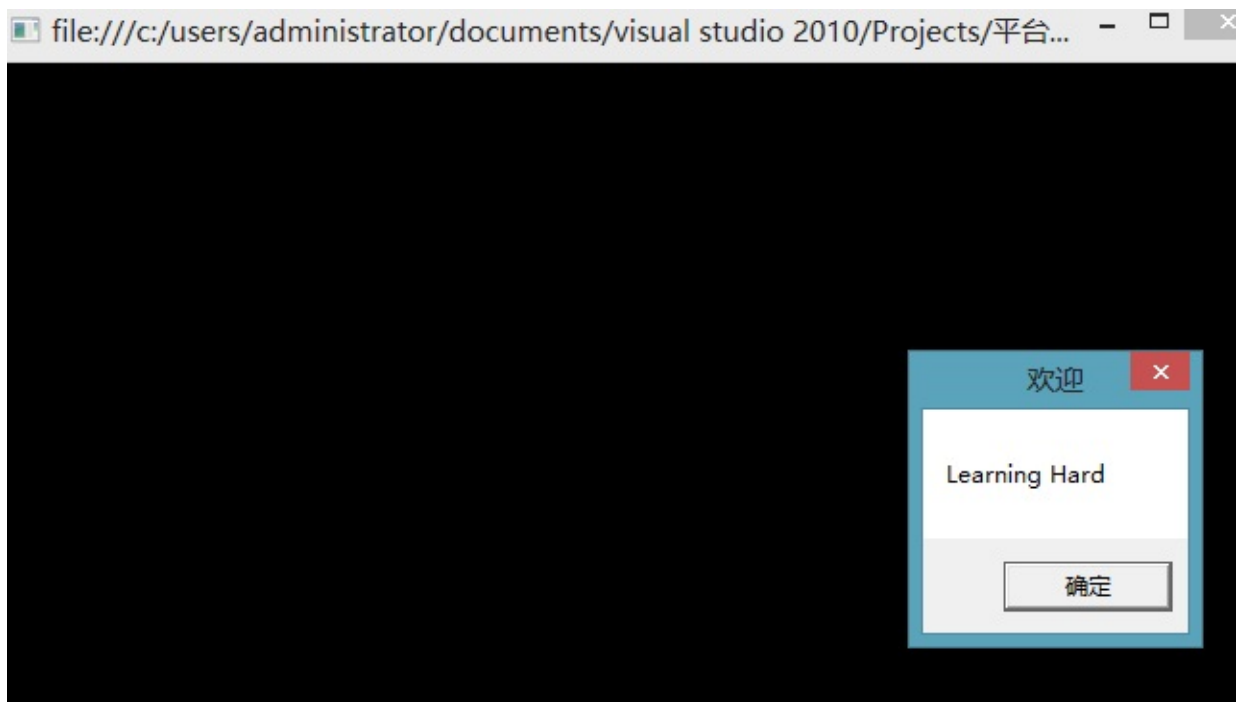 file:///c:/users/administrator/documents/visual studio 2010/Projects/平台...
欢迎
Learning Hard
确定